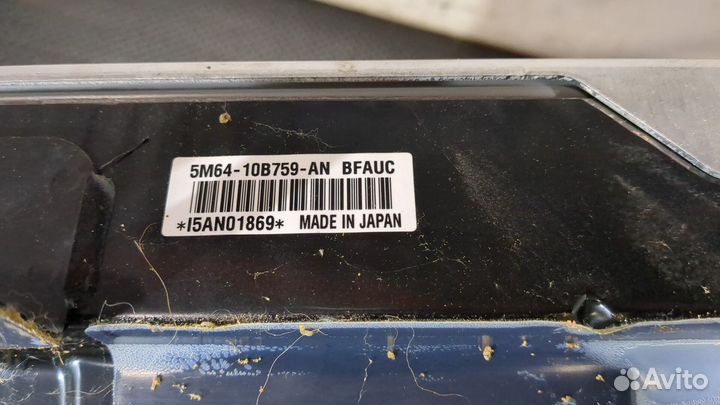 5M64-10B759-AN BFAUC
*I5AN01869* MADE IN JAPAN
Avito